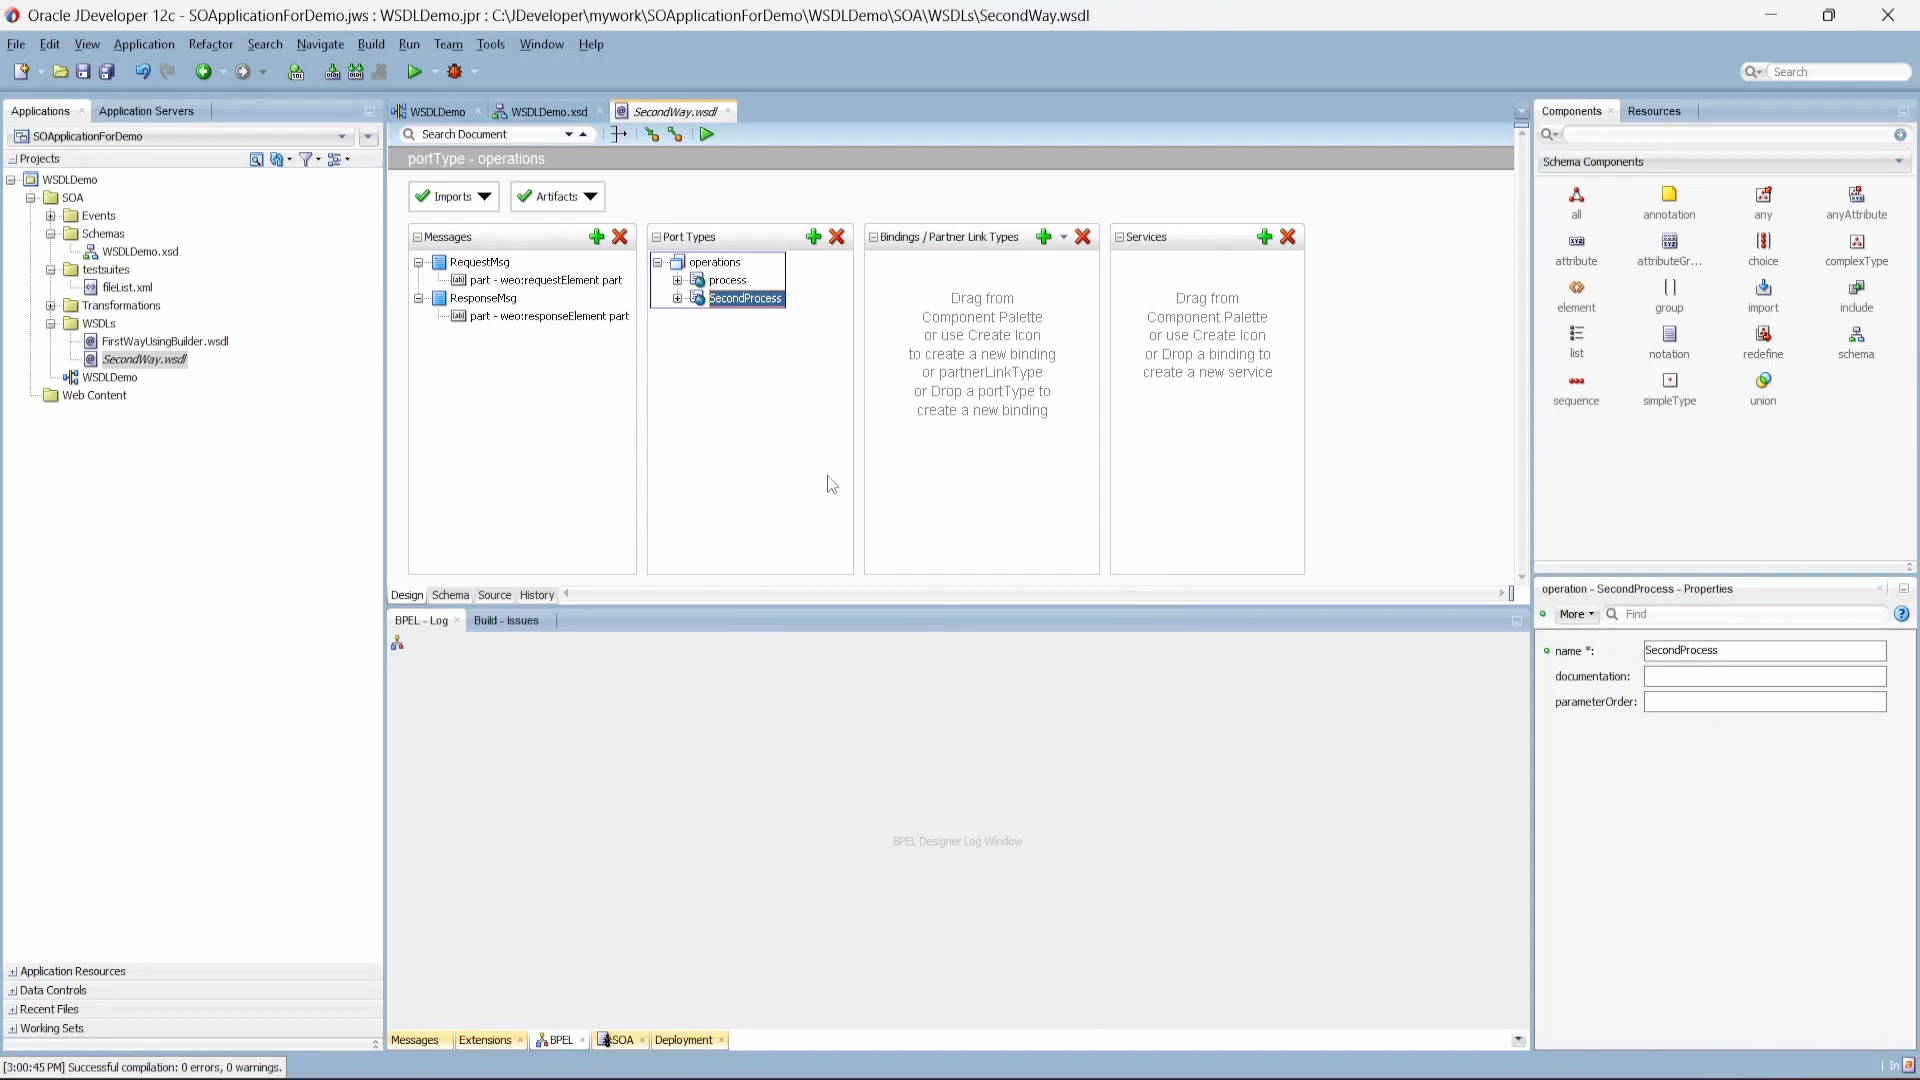 Oracle JDeveloper 12c - SOApplicationForDemo.jws : WSDLDemo.jpr : C:\JDeveloper\mywork\SOApplicationForDemo\WSDLDemo\SOA\WSDLs\SecondWay.wsdl
File Edit View Application Refactor Search Navigate Build Run Team Tools Window Help
Search
Applications Application Servers
SOApplicationForDemo
Projects
WSDLDemo
SOA
Events
Schemas
WSDLDemo.xsd
testsuites
fileList.xml
Transformations
WSDLs
FirstWayUsingBuilder.wsdl
SecondWay.wsdl
WSDLDemo
Web Content
Application Resources
Data Controls
Recent Files
Working Sets
WSDLDemo WSDLDemo.xsd SecondWay.wsdl
Search Document
portType - operations
Imports Artifacts
Messages
RequestMsg
part - weo:requestElement part
ResponseMsg
part - weo:responseElement part
Port Types
operations
process
SecondProcess
Bindings / Partner Link Types
Drag from
Component Palette
or use Create Icon
to create a new binding
or partnerLinkType
or Drop a portType to
create a new binding
Services
Drag from
Component Palette
or use Create Icon
or Drop a binding to
create a new service
Design Schema Source History
BPEL - Log Build - Issues
BPEL Designer Log Window
Messages Extensions BPEL SOA Deployment
Components Resources
Schema Components
all annotation any anyAttribute
attribute attributeGr... choice complexType
element group import include
list notation redefine schema
sequence simpleType union
operation - SecondProcess - Properties
More Find
name *: SecondProcess
documentation:
parameterOrder:
[3:00:45 PM] Successful compilation: 0 errors, 0 warnings.
In